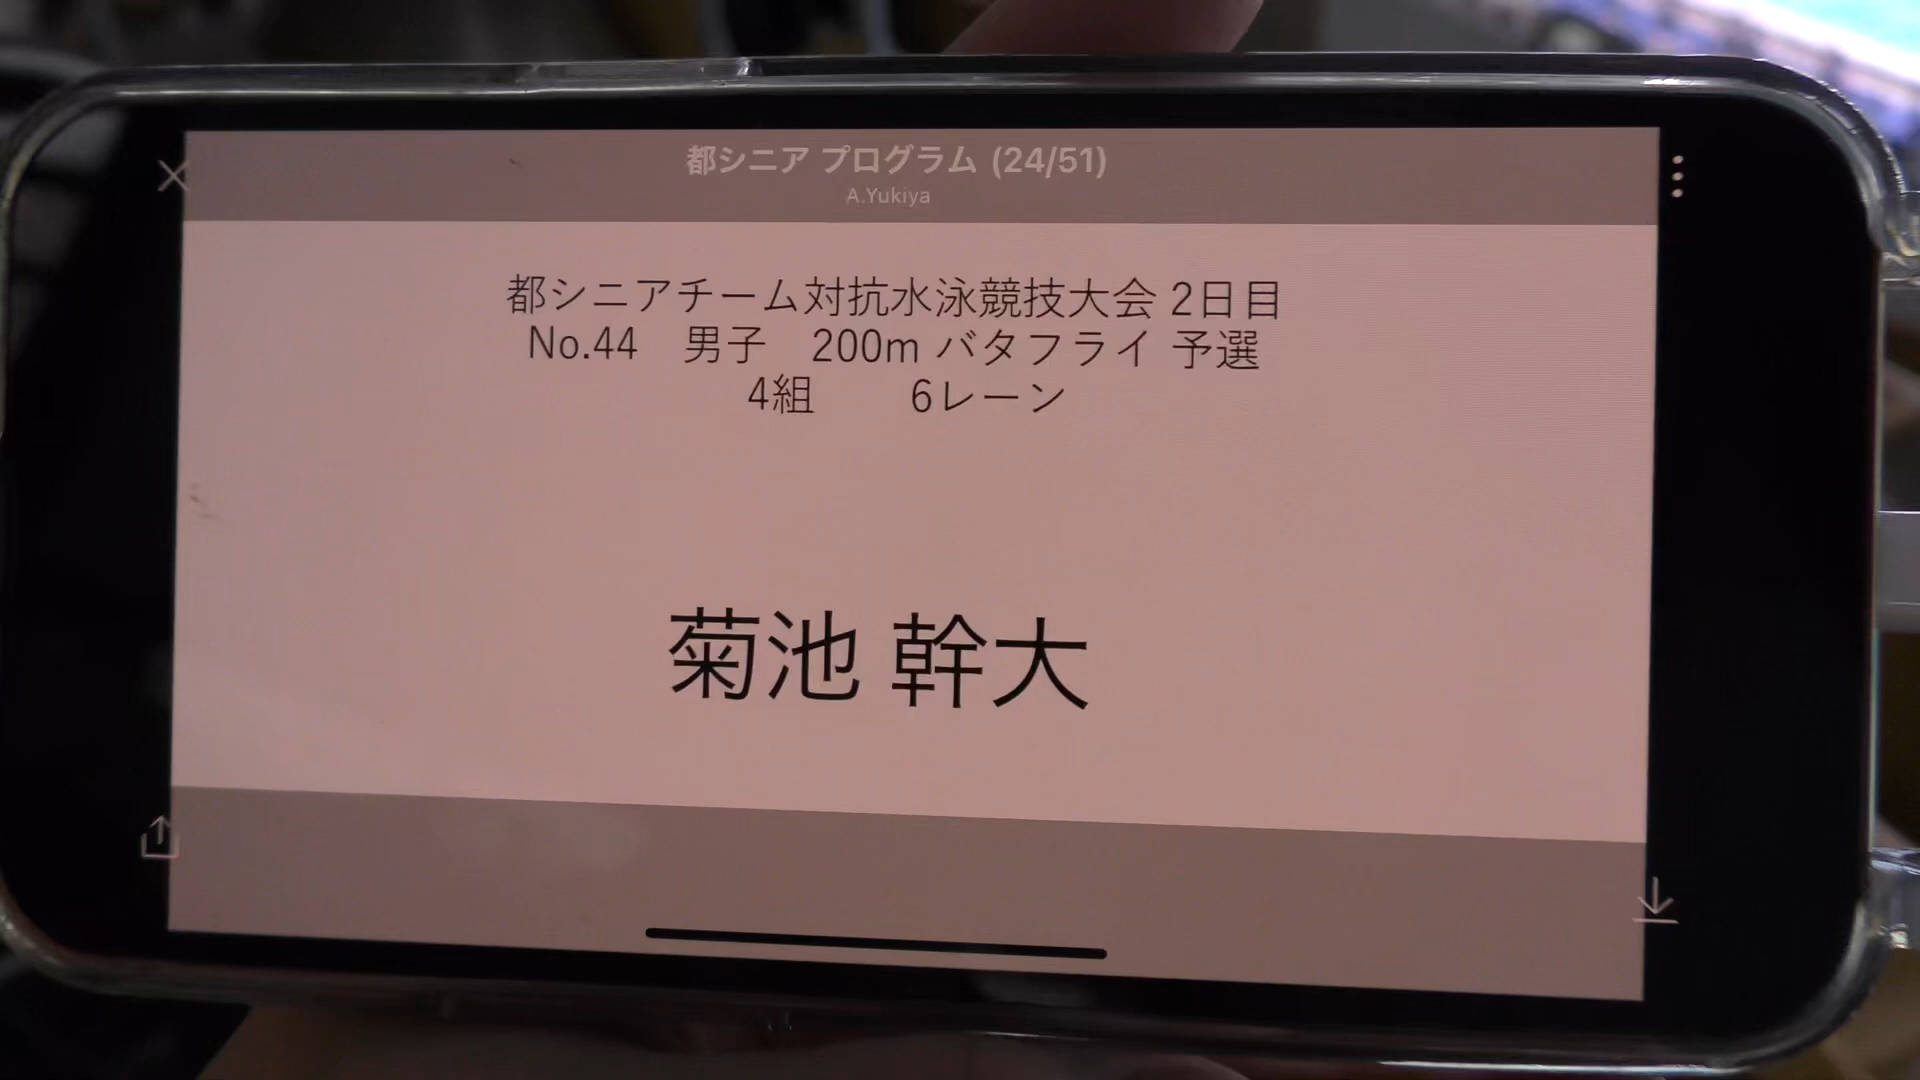 都シニア プログラム (24/51)
A.Yukiya
都シニアチーム対抗水泳競技大会 2日目
No.44　男子　200m バタフライ 予選
4組　　6レーン
菊池 幹大